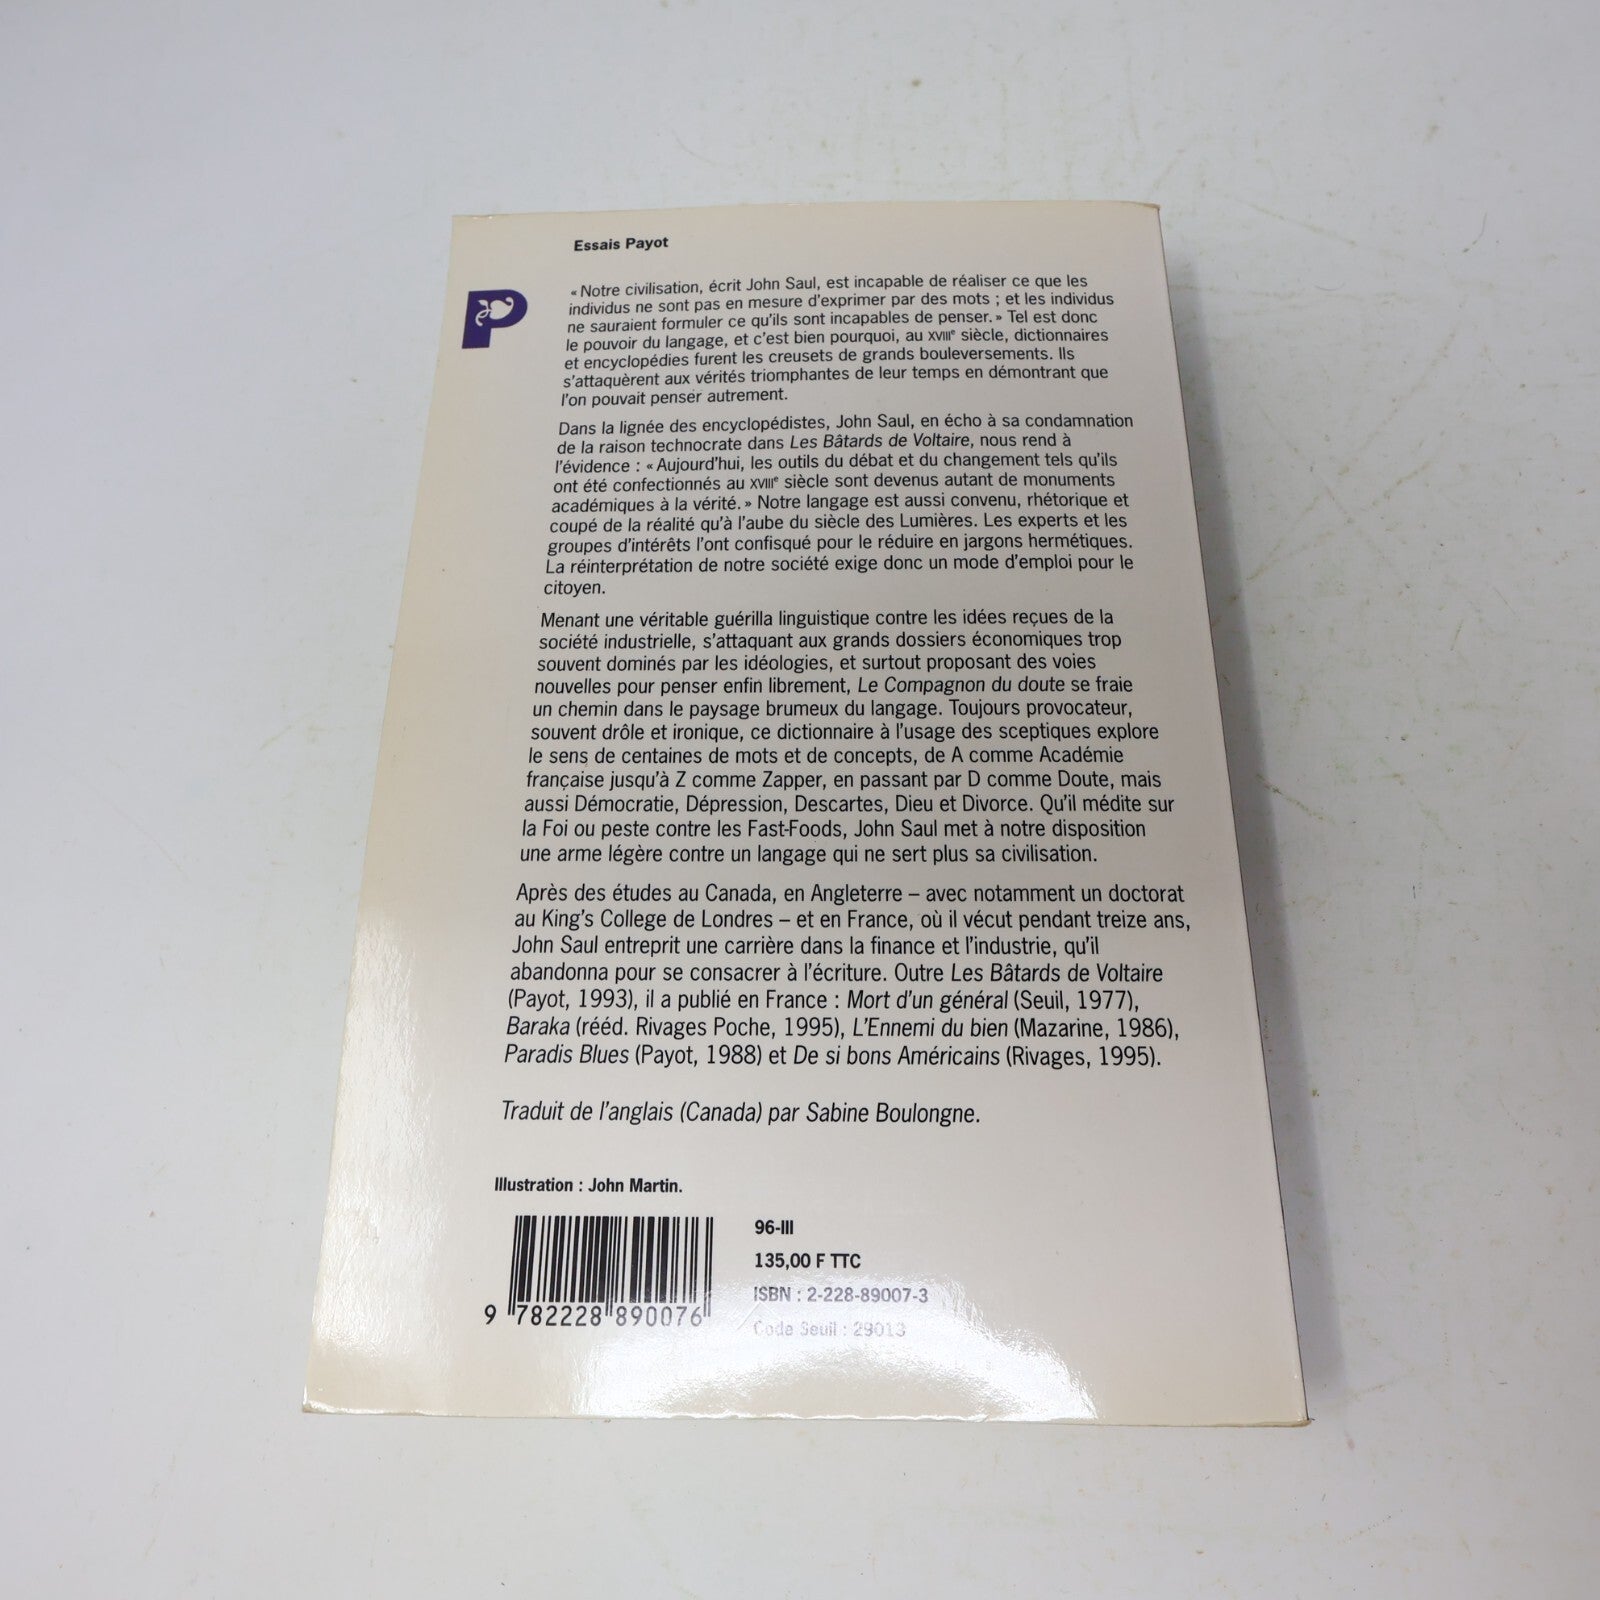 Essais Payot
P
« Notre civilisation, écrit John Saul, est incapable de réaliser ce que les
individus ne sont pas en mesure d'exprimer par des mots ; et les individus
ne sauraient formuler ce qu'ils sont incapables de penser. » Tel est donc
le pouvoir du langage, et c'est bien pourquoi, au XVIIIe siècle, dictionnaires
et encyclopédies furent les creusets de grands bouleversements. Ils
s'attaquèrent aux vérités triomphantes de leur temps en démontrant que
l'on pouvait penser autrement.
Dans la lignée des encyclopédistes, John Saul, en écho à sa condamnation
de la raison technocrate dans Les Bâtards de Voltaire, nous rend à
l'évidence : « Aujourd'hui, les outils du débat et du changement tels qu'ils
ont été confectionnés au XVIIIe siècle sont devenus autant de monuments
académiques à la vérité. » Notre langage est aussi convenu, rhétorique et
coupé de la réalité qu'à l'aube du siècle des Lumières. Les experts et les
groupes d'intérêts l'ont confisqué pour le réduire en jargons hermétiques.
La réinterprétation de notre société exige donc un mode d'emploi pour le
citoyen.
Menant une véritable guérilla linguistique contre les idées reçues de la
société industrielle, s'attaquant aux grands dossiers économiques trop
souvent dominés par les idéologies, et surtout proposant des voies
nouvelles pour penser enfin librement, Le Compagnon du doute se fraie
un chemin dans le paysage brumeux du langage. Toujours provocateur,
souvent drôle et ironique, ce dictionnaire à l'usage des sceptiques explore
le sens de centaines de mots et de concepts, de A comme Académie
française jusqu'à Z comme Zapper, en passant par D comme Doute, mais
aussi Démocratie, Dépression, Descartes, Dieu et Divorce. Qu'il médite sur
la Foi ou peste contre les Fast-Foods, John Saul met à notre disposition
une arme légère contre un langage qui ne sert plus sa civilisation.
Après des études au Canada, en Angleterre – avec notamment un doctorat
au King's College de Londres – et en France, où il vécut pendant treize ans,
John Saul entreprit une carrière dans la finance et l'industrie, qu'il
abandonna pour se consacrer à l'écriture. Outre Les Bâtards de Voltaire
(Payot, 1993), il a publié en France : Mort d'un général (Seuil, 1977),
Baraka (rééd. Rivages Poche, 1995), L'Ennemi du bien (Mazarine, 1986),
Paradis Blues (Payot, 1988) et De si bons Américains (Rivages, 1995).
Traduit de l'anglais (Canada) par Sabine Boulongne.
Illustration : John Martin.
96-III
135,00 F TTC
ISBN : 2-228-89007-3
Code Seuil : 29013
9 782228 890076